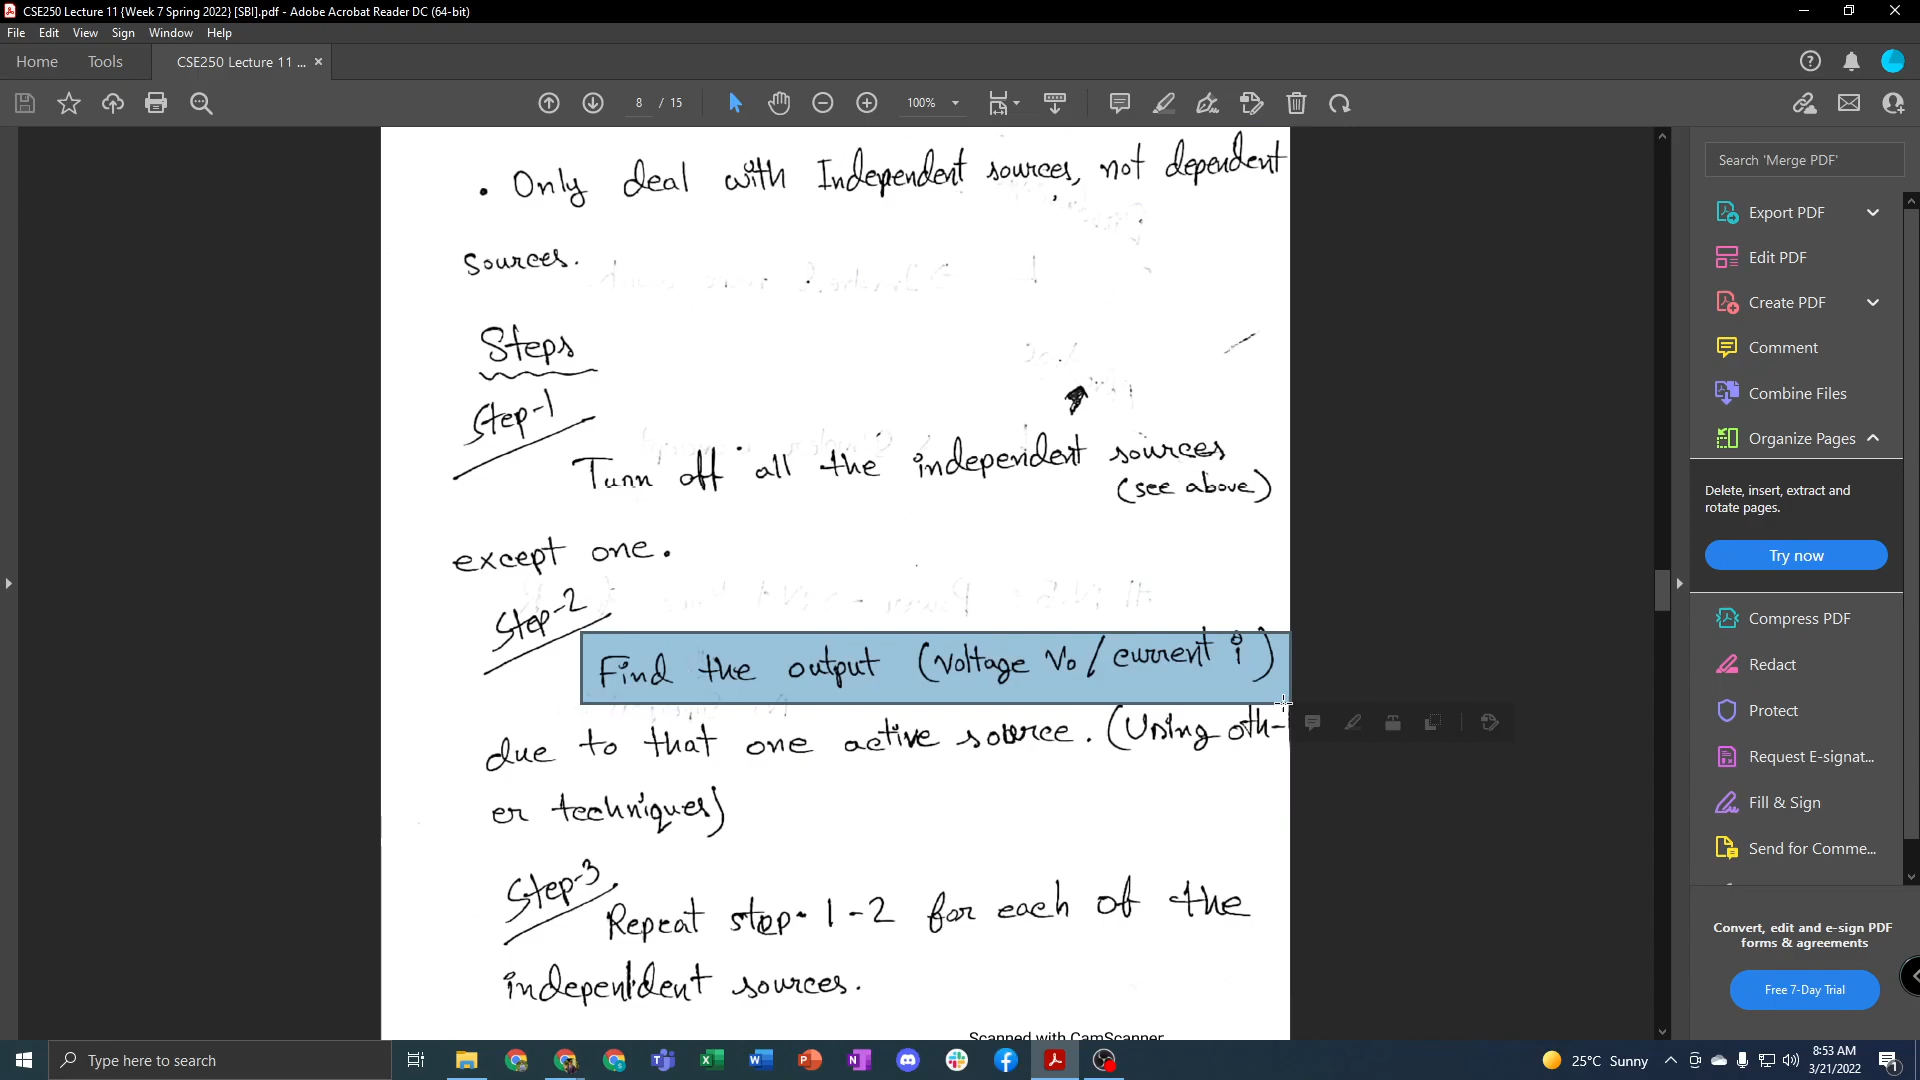 CSE250 Lecture 11 {Week 7 Spring 2022} [SBI].pdf - Adobe Acrobat Reader DC (64-bit)
File Edit View Sign Window Help
Home Tools CSE250 Lecture 11 ... ×
8 / 15 100%
• Only deal with Independent sources, not dependent
sources.
Steps
Step-1
Turn off all the independent sources
(see above)
except one.
Step-2
Find the output (voltage Vo / current i)
due to that one active source. (Using oth-
er techniques)
Step-3
Repeat step- 1-2 for each of the
independent sources.
Scanned with CamScanner
Search 'Merge PDF'
Export PDF
Edit PDF
Create PDF
Comment
Combine Files
Organize Pages
Delete, insert, extract and
rotate pages.
Try now
Compress PDF
Redact
Protect
Request E-signat...
Fill & Sign
Send for Comme...
Convert, edit and e-sign PDF
forms & agreements
Free 7-Day Trial
Type here to search
25°C Sunny
8:53 AM
3/21/2022
1